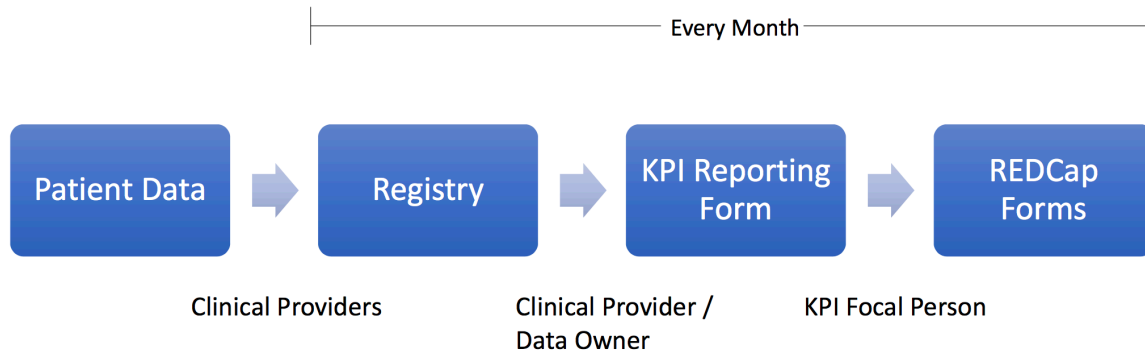 Every Month
Patient Data
Registry
KPI Reporting
Form
REDCap
Forms
Clinical Providers
Clinical Provider /
Data Owner
KPI Focal Person